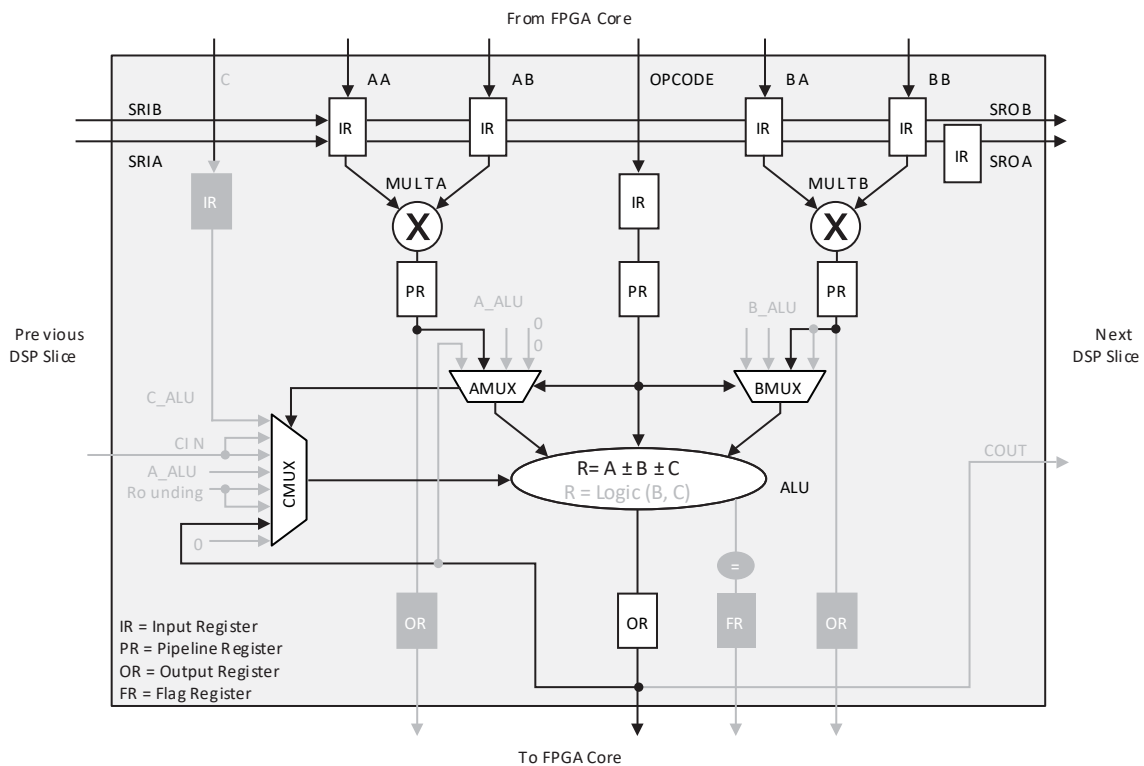 From FPGA Core
C
AA
AB
OPCODE
BA
BB
SRIB
SROB
IR
IR
IR
IR
SRIA
IR
SROA
MULTA
MULTB
IR
IR
X
X
PR
PR
PR
A_ALU
B_ALU
0
0
Previous
DSP Slice
Next
DSP Slice
AMUX
BMUX
C_ALU
CIN
A_ALU
Rounding
0
CMUX
R= A ± B ± C
R = Logic (B, C)
ALU
COUT
=
OR
OR
FR
OR
IR = Input Register
PR = Pipeline Register
OR = Output Register
FR = Flag Register
To FPGA Core